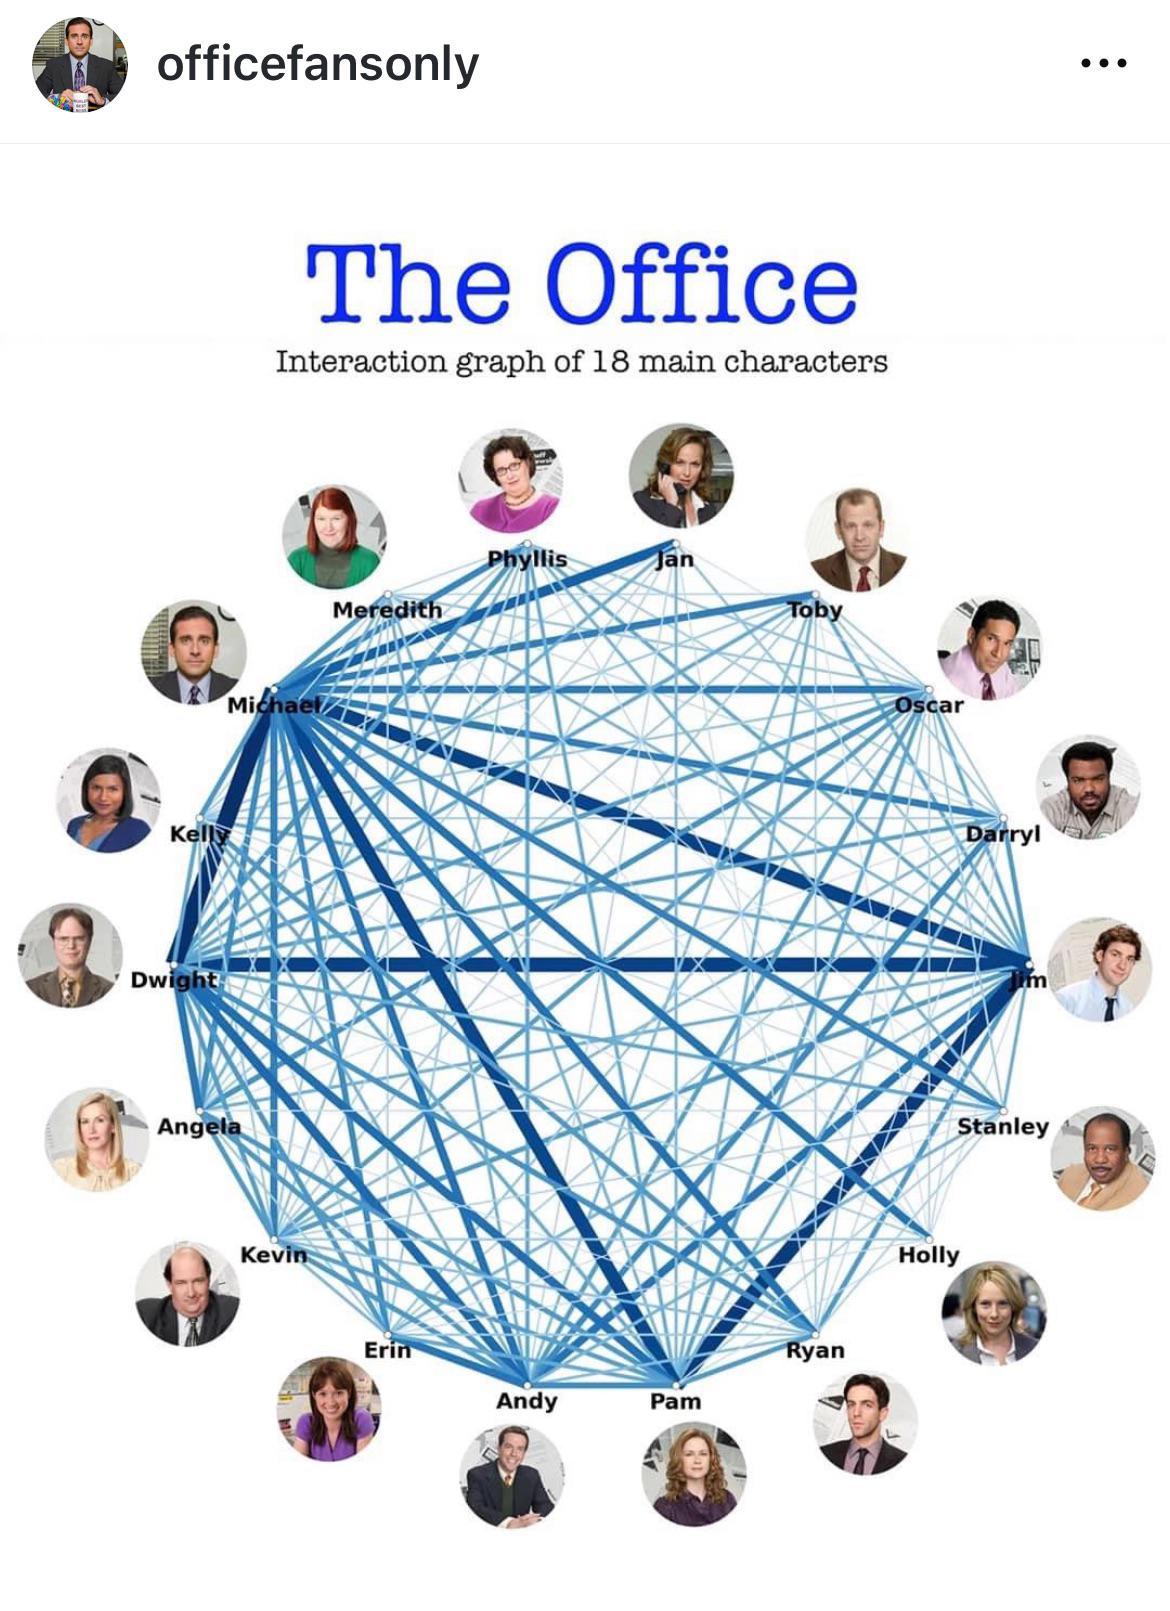 officefansonly
The Office
Interaction graph of 18 main characters
Phyllis
Jan
Meredith
Toby
Michael
Oscar
Kelly
Darryl
Dwight
Jim
Angela
Stanley
Kevin
Holly
Erin
Ryan
Andy
Pam